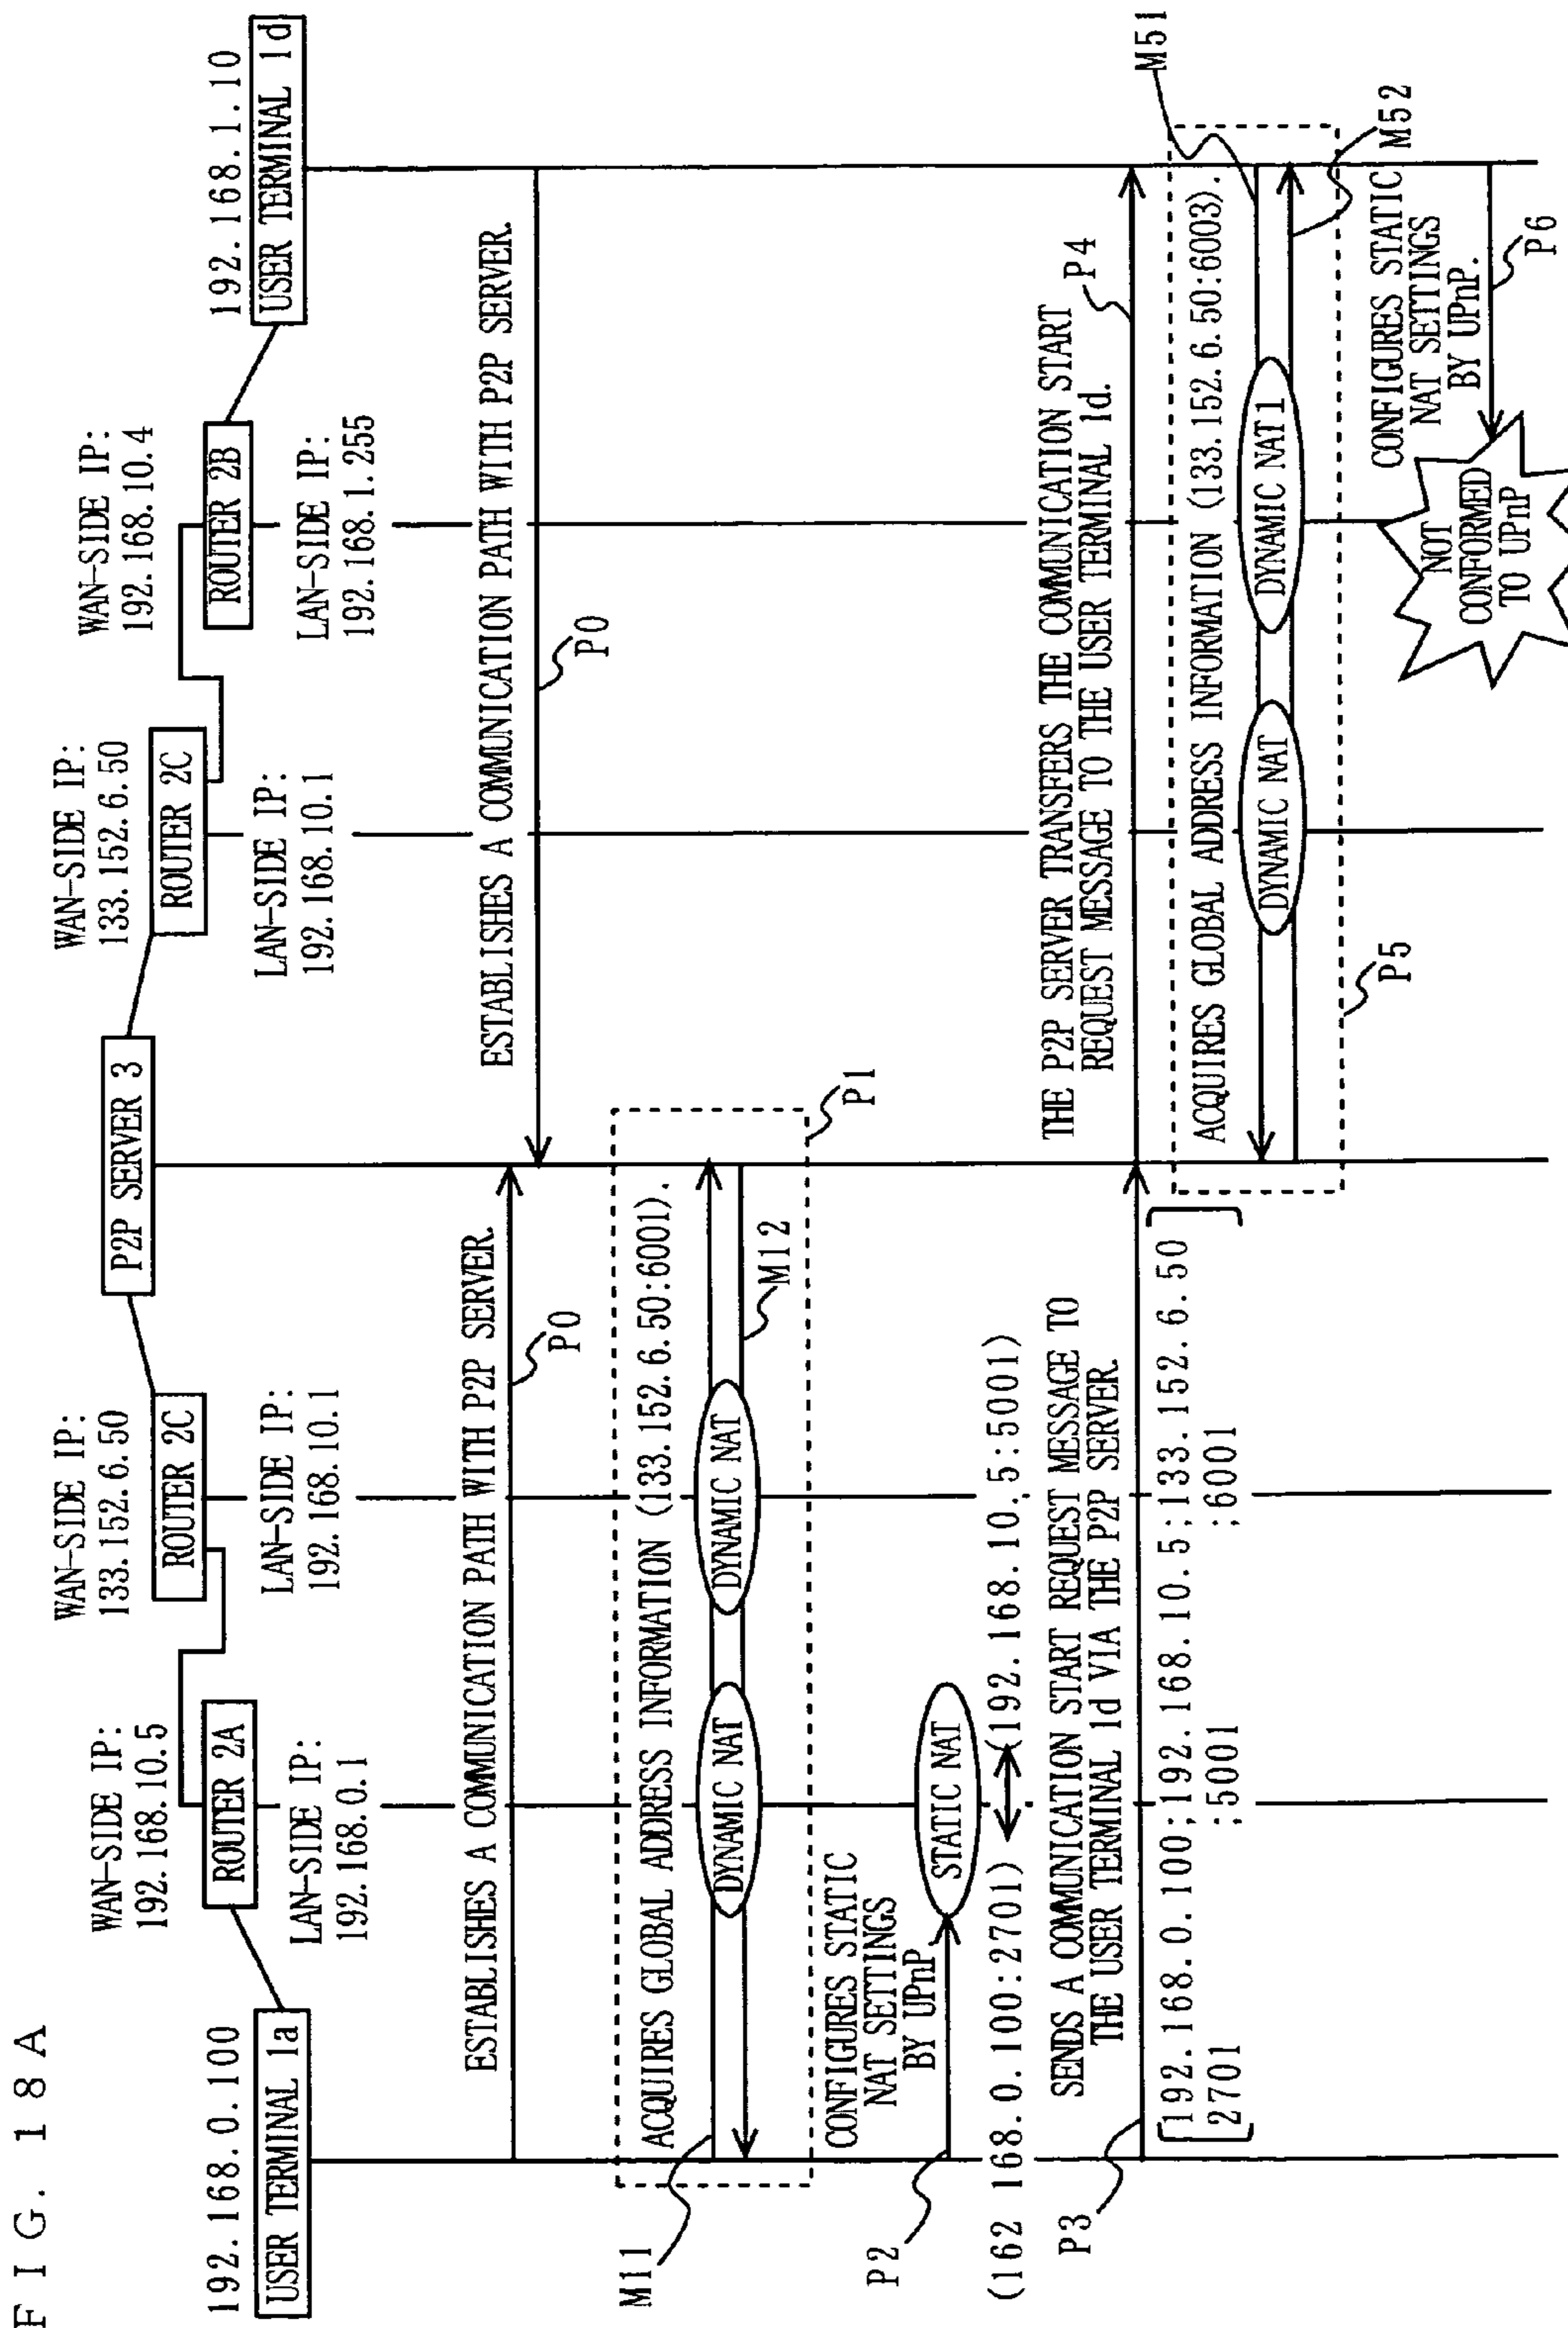 FIG. 18A
192.168.0.100
USER TERMINAL 1a
WAN-SIDE IP:
192.168.10.5
ROUTER 2A
LAN-SIDE IP:
192.168.0.1
WAN-SIDE IP:
133.152.6.50
ROUTER 2C
LAN-SIDE IP:
192.168.10.1
P2P SERVER 3
WAN-SIDE IP:
133.152.6.50
ROUTER 2C
LAN-SIDE IP:
192.168.10.1
WAN-SIDE IP:
192.168.10.4
ROUTER 2B
LAN-SIDE IP:
192.168.1.255
192.168.1.10
USER TERMINAL 1d
ESTABLISHES A COMMUNICATION PATH WITH P2P SERVER.
P0
ESTABLISHES A COMMUNICATION PATH WITH P2P SERVER.
P0
M11
ACQUIRES GLOBAL ADDRESS INFORMATION (133.152.6.50:6001).
DYNAMIC NAT
DYNAMIC NAT
M12
P1
P2
CONFIGURES STATIC
NAT SETTINGS
BY UPnP
STATIC NAT
(162 168.0.100:2701)
(192.168.10.5:5001)
P3
SENDS A COMMUNICATION START REQUEST MESSAGE TO
THE USER TERMINAL 1d VIA THE P2P SERVER.
192.168.0.100;192.168.10.5;133.152.6.50
2701 ;5001 ;6001
THE P2P SERVER TRANSFERS THE COMMUNICATION START
REQUEST MESSAGE TO THE USER TERMINAL 1d.
P4
ACQUIRES GLOBAL ADDRESS INFORMATION (133.152.6.50:6003).
M51
DYNAMIC NAT
DYNAMIC NAT1
M52
P5
CONFIGURES STATIC
NAT SETTINGS
BY UPnP.
P6
NOT
CONFORMED
TO UPnP